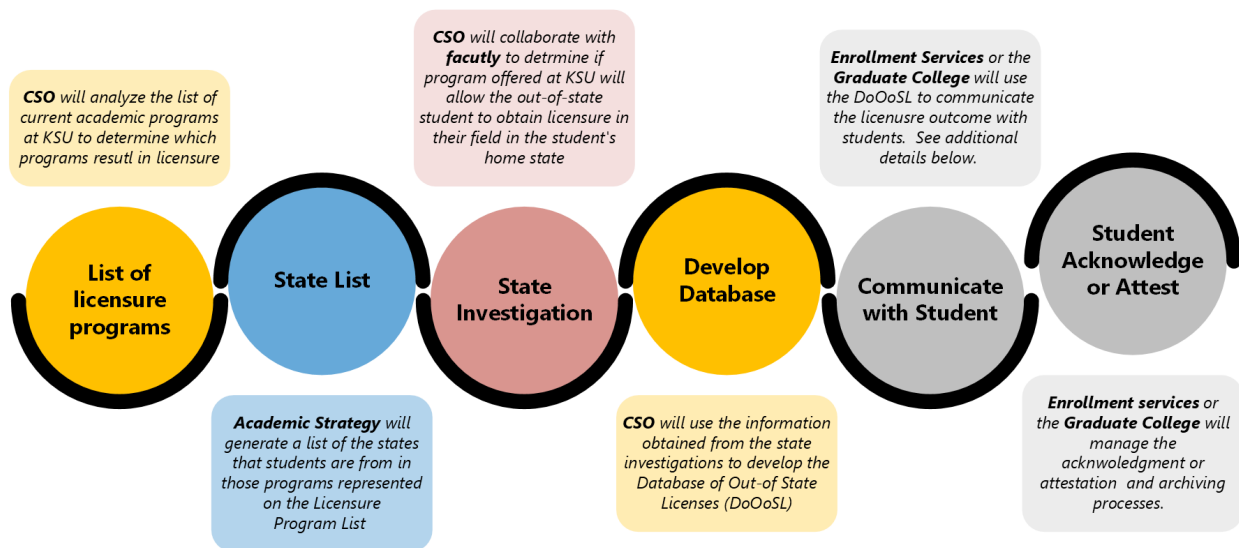 CSO will analyze the list of
current academic programs
at KSU to determine which
programs resutl in licensure
List of
licensure
programs
State List
Academic Strategy will
generate a list of the states
that students are from in
those programs represented
on the Licensure
Program List
CSO will collaborate with
facutly to detrmine if
program offered at KSU will
allow the out-of-state
student to obtain licensure in
their field in the student's
home state
State
Investigation
Develop
Database
CSO will use the information
obtained from the state
investigations to develop the
Database of Out-of State
Licenses (DoOoSL)
Enrollment Services or the
Graduate College will use
the DoOoSL to communicate
the licenusre outcome with
students.  See additional
details below.
Communicate
with Student
Student
Acknowledge
or Attest
Enrollment services or
the Graduate College will
manage the
acknwoledgment or
attestation  and archiving
processes.